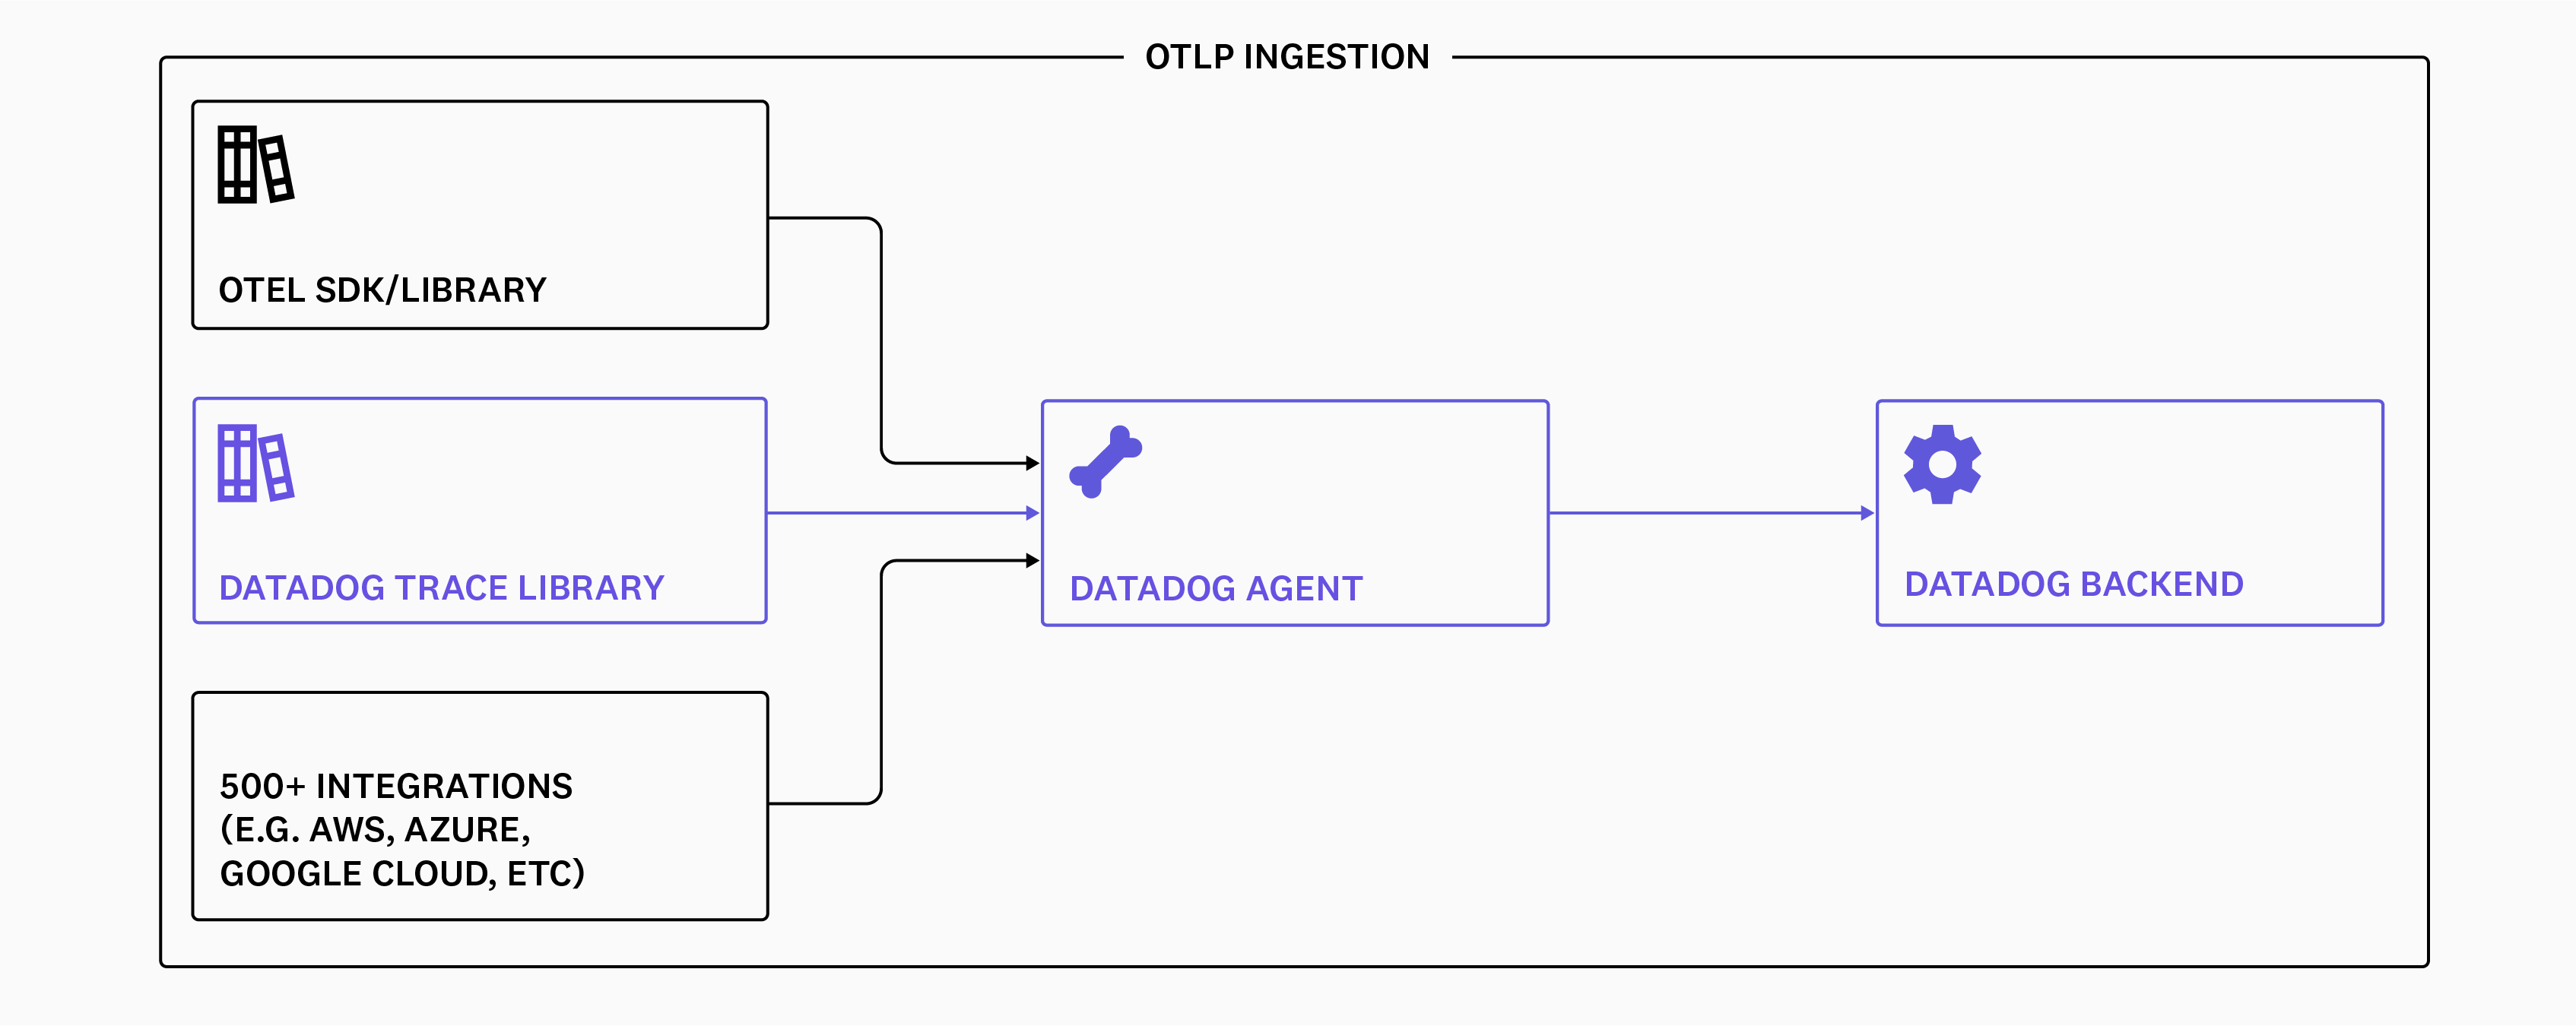 OTLP INGESTION
OTEL SDK/LIBRARY
DATADOG TRACE LIBRARY
DATADOG AGENT
DATADOG BACKEND
500+ INTEGRATIONS
(E.G. AWS, AZURE,
GOOGLE CLOUD, ETC)